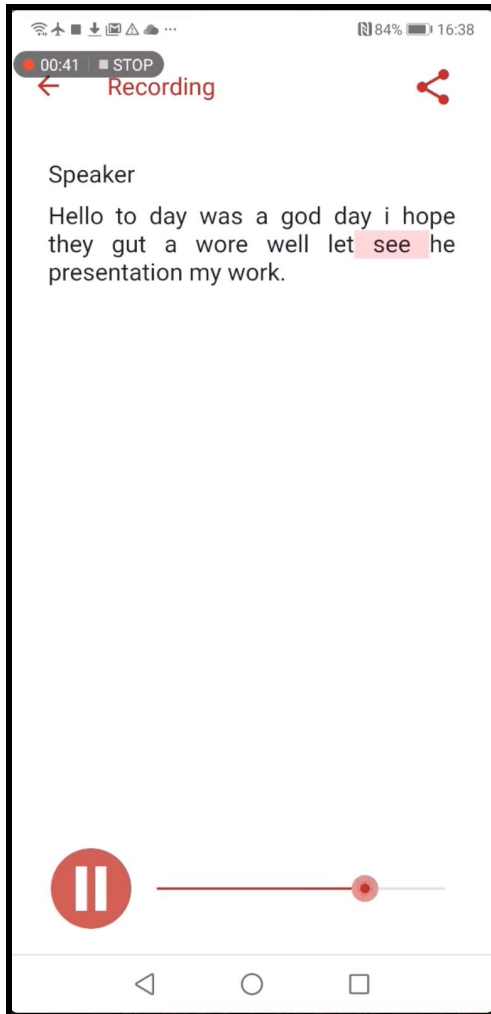 84% 16:38
00:41 STOP
Recording
Speaker
Hello to day was a god day i hope
they gut a wore well let see he
presentation my work.